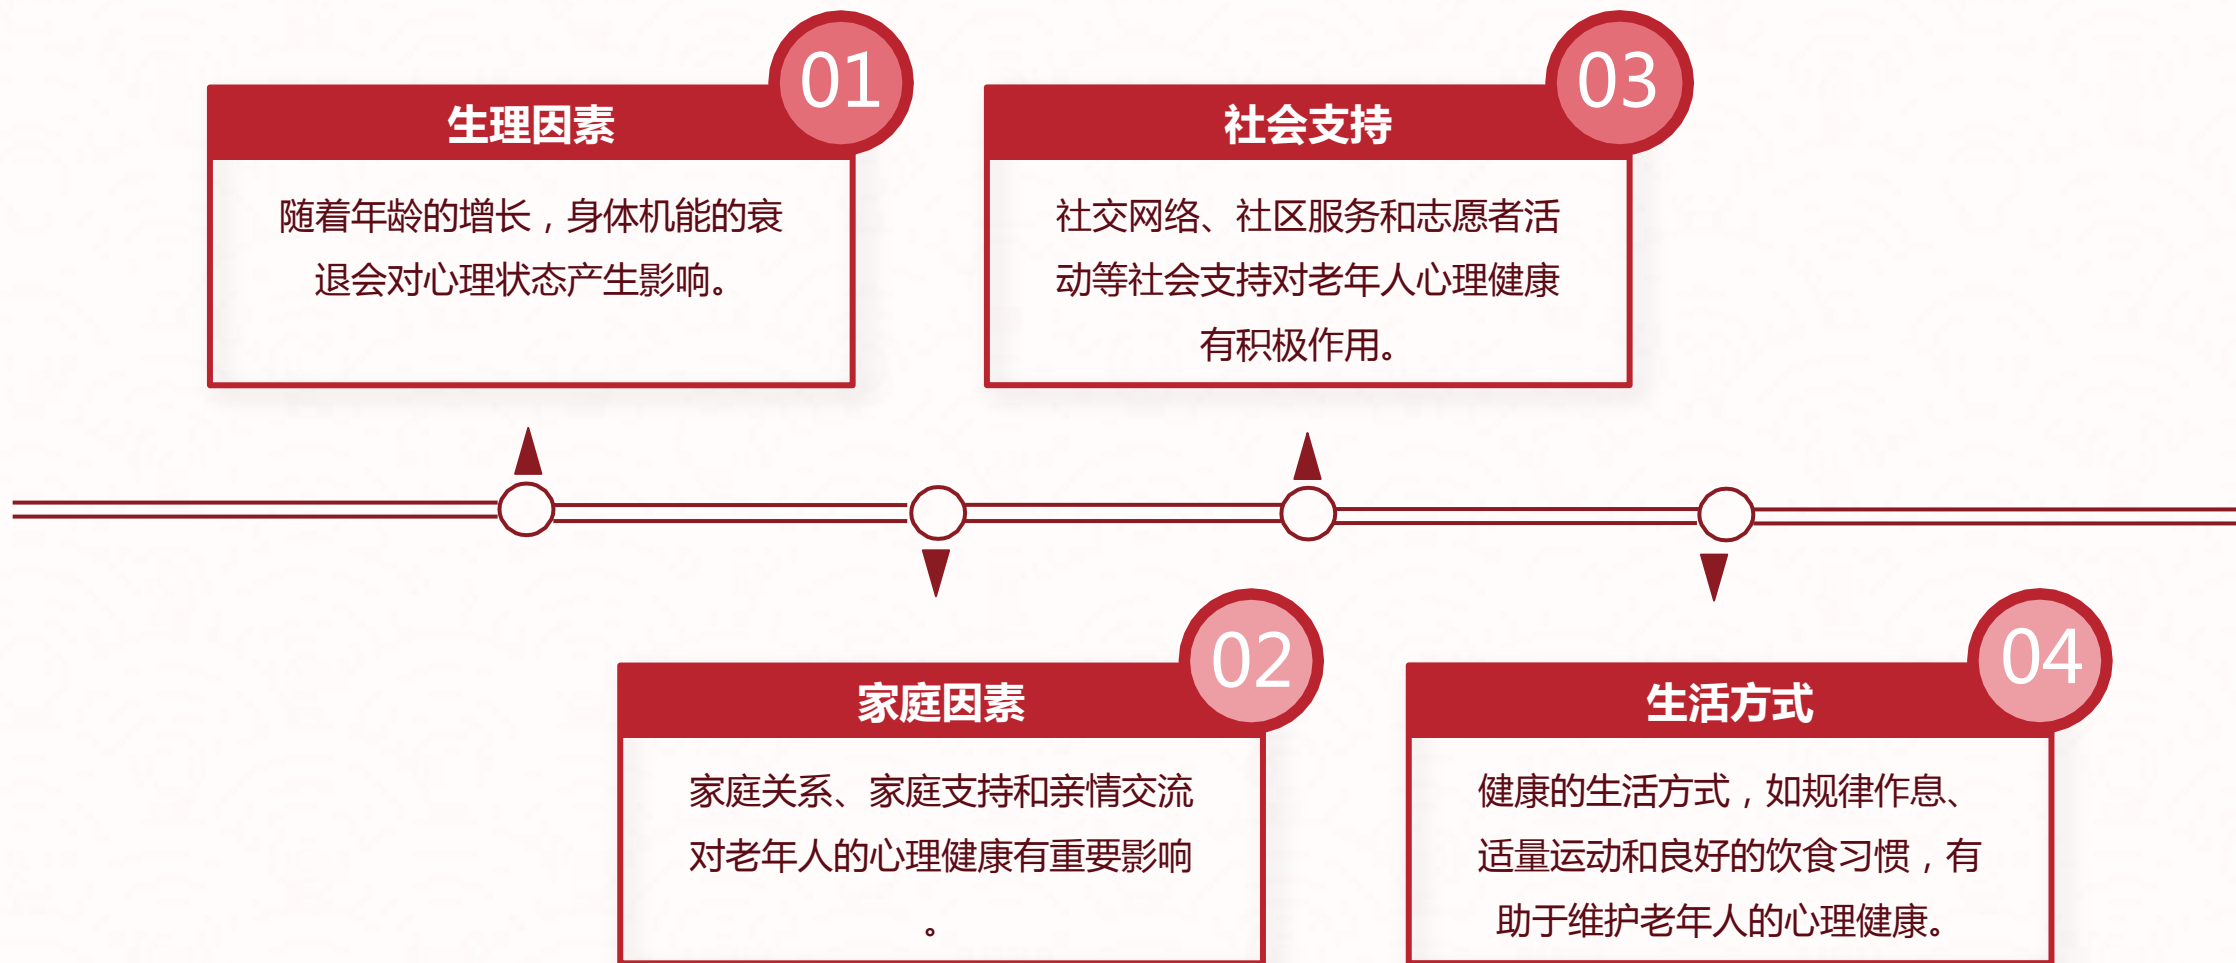 01
生理因素
随着年龄的增长，身体机能的衰
退会对心理状态产生影响。
03
社会支持
社交网络、社区服务和志愿者活
动等社会支持对老年人心理健康
有积极作用。
02
家庭因素
家庭关系、家庭支持和亲情交流
对老年人的心理健康有重要影响
。
04
生活方式
健康的生活方式，如规律作息、
适量运动和良好的饮食习惯，有
助于维护老年人的心理健康。